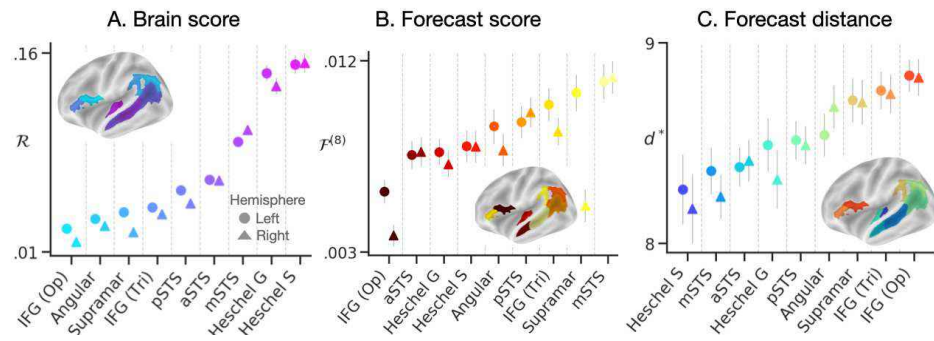 A. Brain score
B. Forecast score
C. Forecast distance
.16
R
.01
Hemisphere
Left
Right
IFG (Op)
Angular
Supramar
IFG (Tri)
pSTS
aSTS
mSTS
Heschel G
Heschel S
.012
F(8)
.003
IFG (Op)
aSTS
Heschel G
Heschel S
Angular
pSTS
IFG (Tri)
Supramar
mSTS
9
d*
8
Heschel S
mSTS
aSTS
Heschel G
pSTS
Angular
Supramar
IFG (Tri)
IFG (Op)